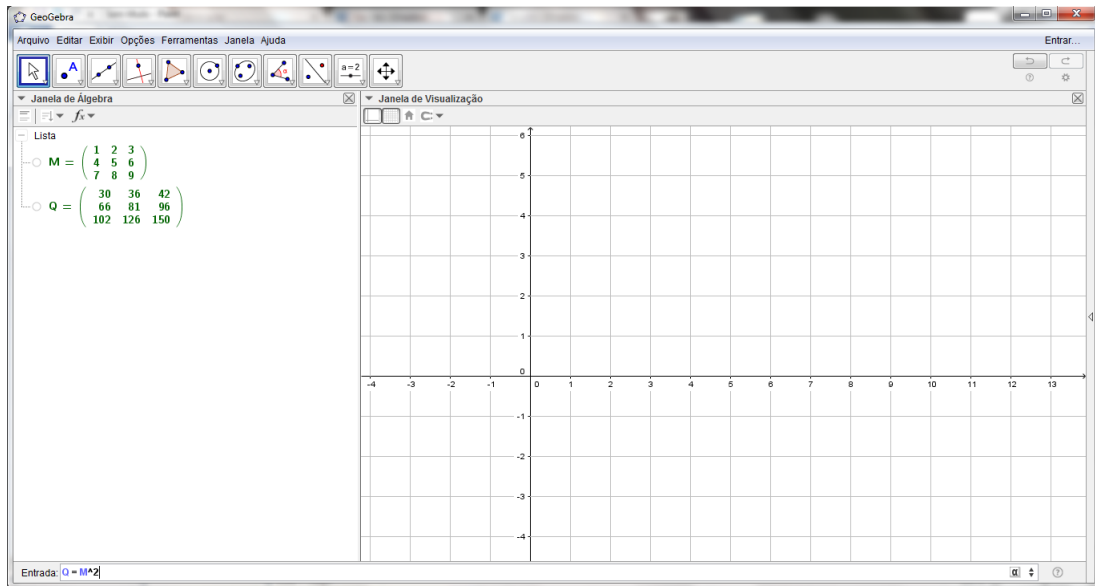 GeoGebra
Arquivo Editar Exibir Opções Ferramentas Janela Ajuda
Entrar...
A
α
a=2
Janela de Álgebra
fx
Lista
M = ( 1 2 3
4 5 6
7 8 9 )
Q = ( 30 36 42
66 81 96
102 126 150 )
Janela de Visualização
6
5
4
3
2
1
0
-4 -3 -2 -1 0 1 2 3 4 5 6 7 8 9 10 11 12 13
-1
-2
-3
-4
Entrada: Q = M^2
α